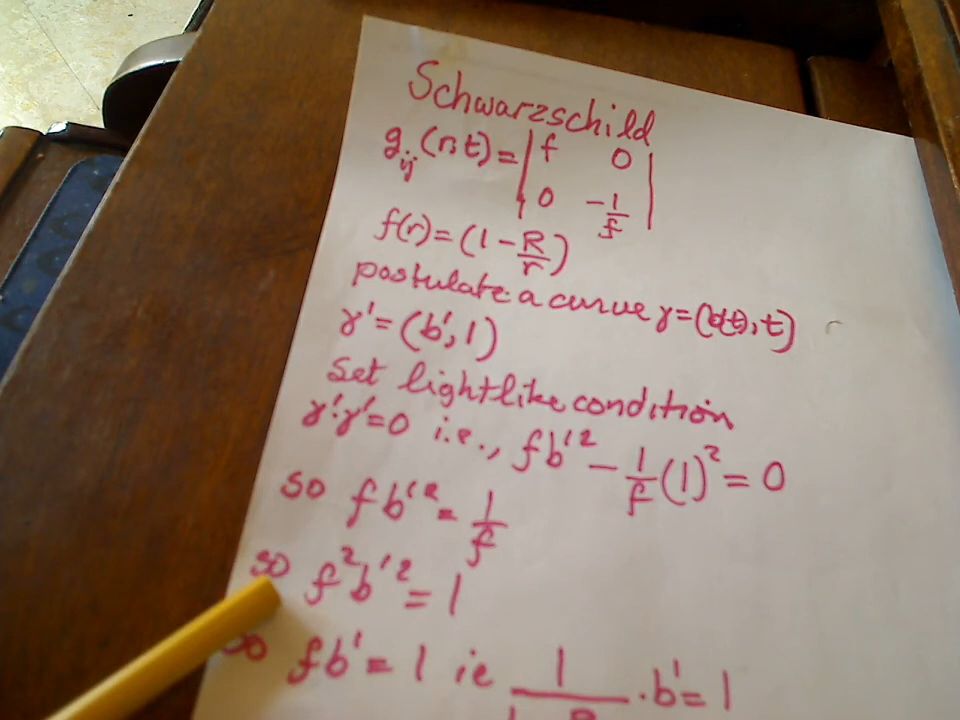 Schwarzschild
gij(r,t) = | f 0 |
| 0 -1/f |
f(r) = (1 - R/r)
postulate a curve γ = (b(t), t)
γ' = (b', 1)
Set lightlike condition
γ'·γ' = 0 i.e., fb'² - 1/f (1)² = 0
so fb'² = 1/f
so f²b'² = 1
so fb' = 1 ie 1/(1 - R · b' = 1